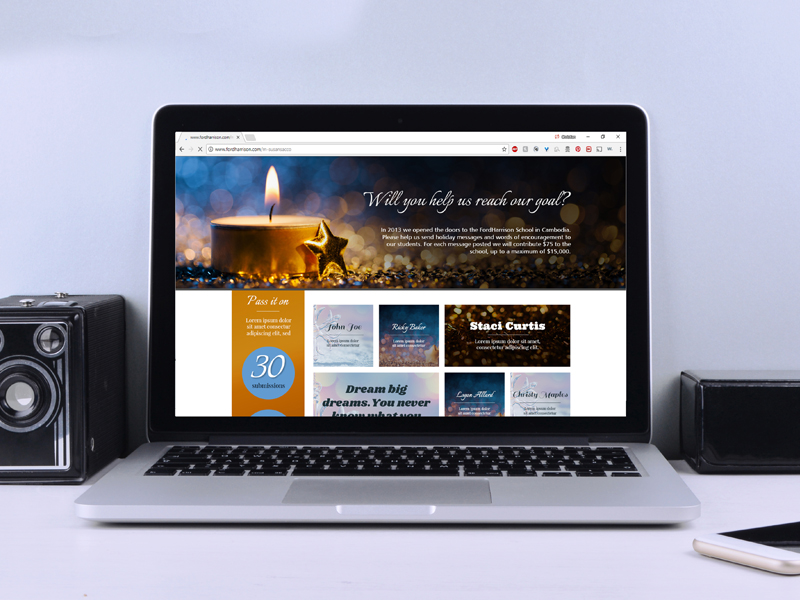 www.fordharrison.com/
www.fordharrison.com/
Will you help us reach our goal?
In 2013 we opened the doors to the FordHarrison School in Cambodia.
Please help us send holiday messages and words of encouragement to
our students. For each message posted we will contribute $75 to the
school, up to a maximum of $15,000.
Pass it on
Lorem ipsum dolor
sit amet consectur
adipiscing elit, sed
30
submissions
John Joe
Lorem ipsum dolor
sit amet consectetur
Ricky Baker
Lorem ipsum dolor
sit amet consectetur
Staci Curtis
Lorem ipsum dolor sit amet,
consectetur adipiscing elit.
Dream big
dreams. You never
know what you
Logan Allard
Lorem ipsum dolor
sit amet consectetur
Christy Maples
Lorem ipsum dolor
sit amet consectetur